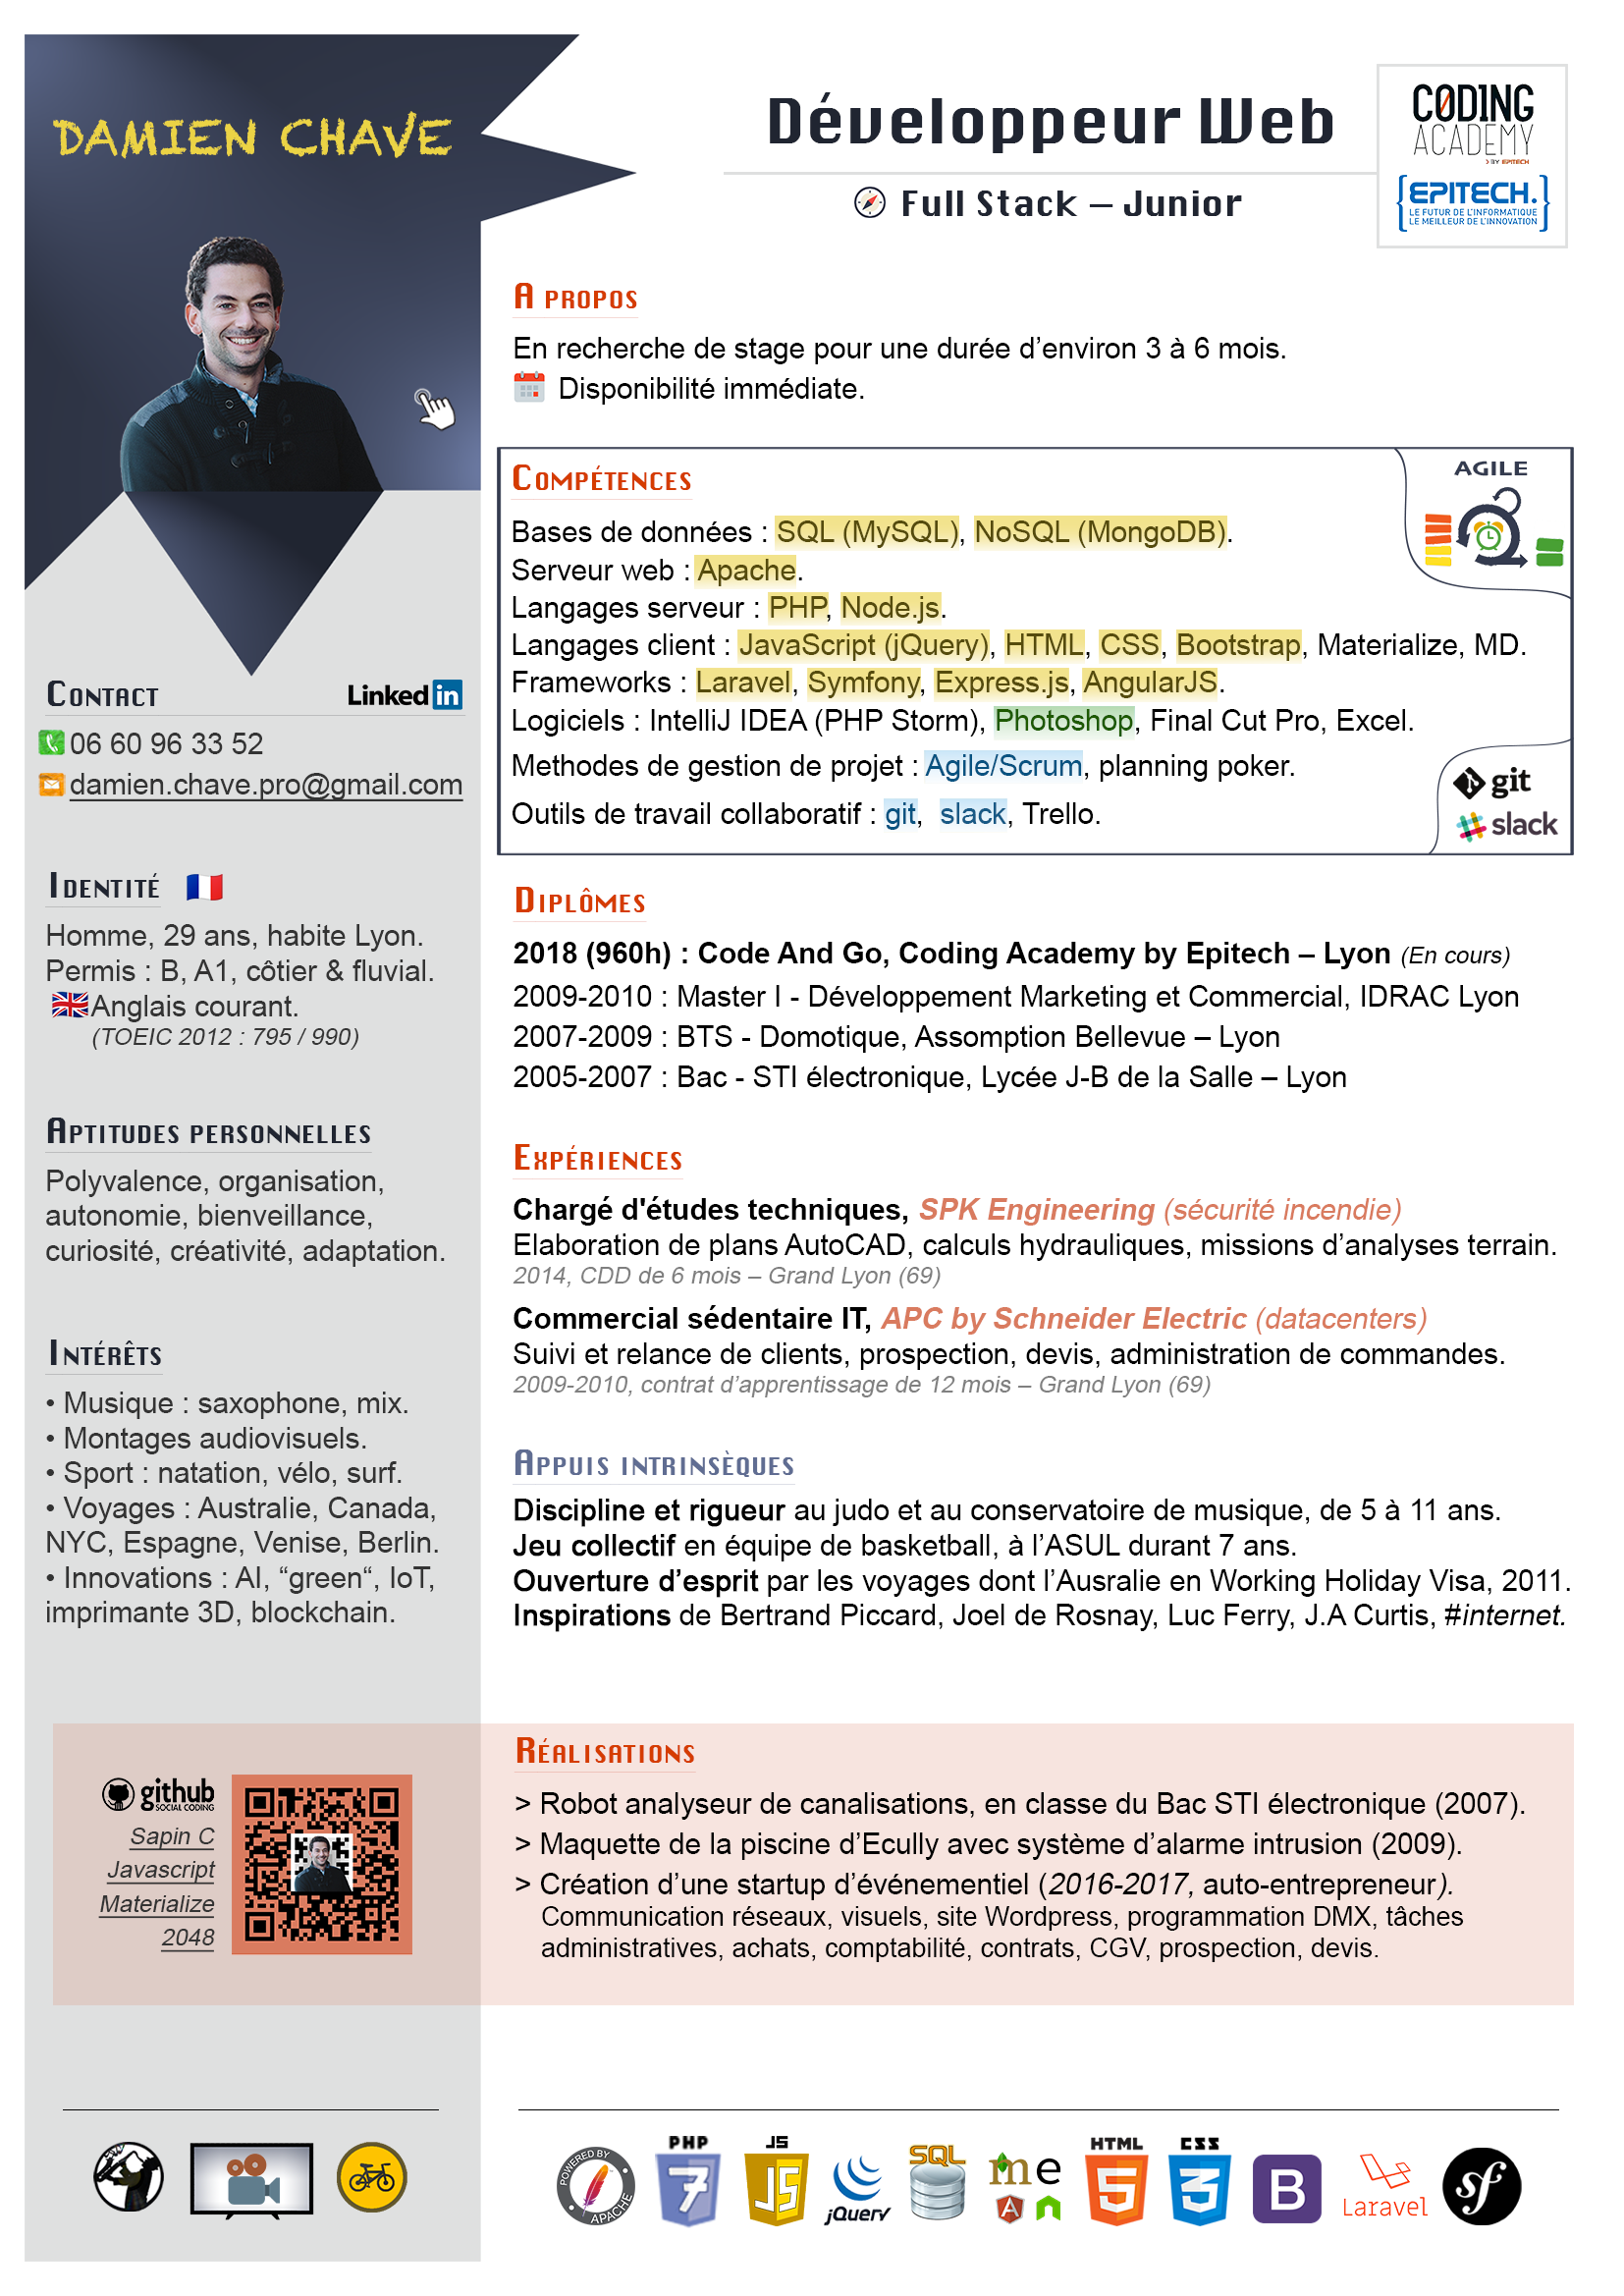 DAMIEN CHAVE
Développeur Web
Full Stack – Junior
CODING
ACADEMY
> BY EPITECH
{EPITECH.}
LE FUTUR DE L'INFORMATIQUE
LE MEILLEUR DE L'INNOVATION
A PROPOS
En recherche de stage pour une durée d'environ 3 à 6 mois.
Disponibilité immédiate.
COMPÉTENCES
AGILE
Bases de données : SQL (MySQL), NoSQL (MongoDB).
Serveur web : Apache.
Langages serveur : PHP, Node.js.
Langages client : JavaScript (jQuery), HTML, CSS, Bootstrap, Materialize, MD.
Frameworks : Laravel, Symfony, Express.js, AngularJS.
Logiciels : IntelliJ IDEA (PHP Storm), Photoshop, Final Cut Pro, Excel.
Methodes de gestion de projet : Agile/Scrum, planning poker.
Outils de travail collaboratif : git, slack, Trello.
git
slack
CONTACT
Linked in
06 60 96 33 52
damien.chave.pro@gmail.com
IDENTITÉ
Homme, 29 ans, habite Lyon.
Permis : B, A1, côtier & fluvial.
Anglais courant.
(TOEIC 2012 : 795 / 990)
APTITUDES PERSONNELLES
Polyvalence, organisation,
autonomie, bienveillance,
curiosité, créativité, adaptation.
INTÉRÊTS
• Musique : saxophone, mix.
• Montages audiovisuels.
• Sport : natation, vélo, surf.
• Voyages : Australie, Canada,
NYC, Espagne, Venise, Berlin.
• Innovations : AI, “green“, IoT,
imprimante 3D, blockchain.
DIPLÔMES
2018 (960h) : Code And Go, Coding Academy by Epitech – Lyon (En cours)
2009-2010 : Master I - Développement Marketing et Commercial, IDRAC Lyon
2007-2009 : BTS - Domotique, Assomption Bellevue – Lyon
2005-2007 : Bac - STI électronique, Lycée J-B de la Salle – Lyon
EXPÉRIENCES
Chargé d'études techniques, SPK Engineering (sécurité incendie)
Elaboration de plans AutoCAD, calculs hydrauliques, missions d'analyses terrain.
2014, CDD de 6 mois – Grand Lyon (69)
Commercial sédentaire IT, APC by Schneider Electric (datacenters)
Suivi et relance de clients, prospection, devis, administration de commandes.
2009-2010, contrat d'apprentissage de 12 mois – Grand Lyon (69)
APPUIS INTRINSÈQUES
Discipline et rigueur au judo et au conservatoire de musique, de 5 à 11 ans.
Jeu collectif en équipe de basketball, à l'ASUL durant 7 ans.
Ouverture d'esprit par les voyages dont l'Ausralie en Working Holiday Visa, 2011.
Inspirations de Bertrand Piccard, Joel de Rosnay, Luc Ferry, J.A Curtis, #internet.
github
SOCIAL CODING
Sapin C
Javascript
Materialize
2048
RÉALISATIONS
> Robot analyseur de canalisations, en classe du Bac STI électronique (2007).
> Maquette de la piscine d'Ecully avec système d'alarme intrusion (2009).
> Création d'une startup d'événementiel (2016-2017, auto-entrepreneur).
Communication réseaux, visuels, site Wordpress, programmation DMX, tâches
administratives, achats, comptabilité, contrats, CGV, prospection, devis.
POWERED BY APACHE
PHP 7
JS JS
jQuery
SQL
me A n
HTML 5
CSS 3
B
Laravel
sf